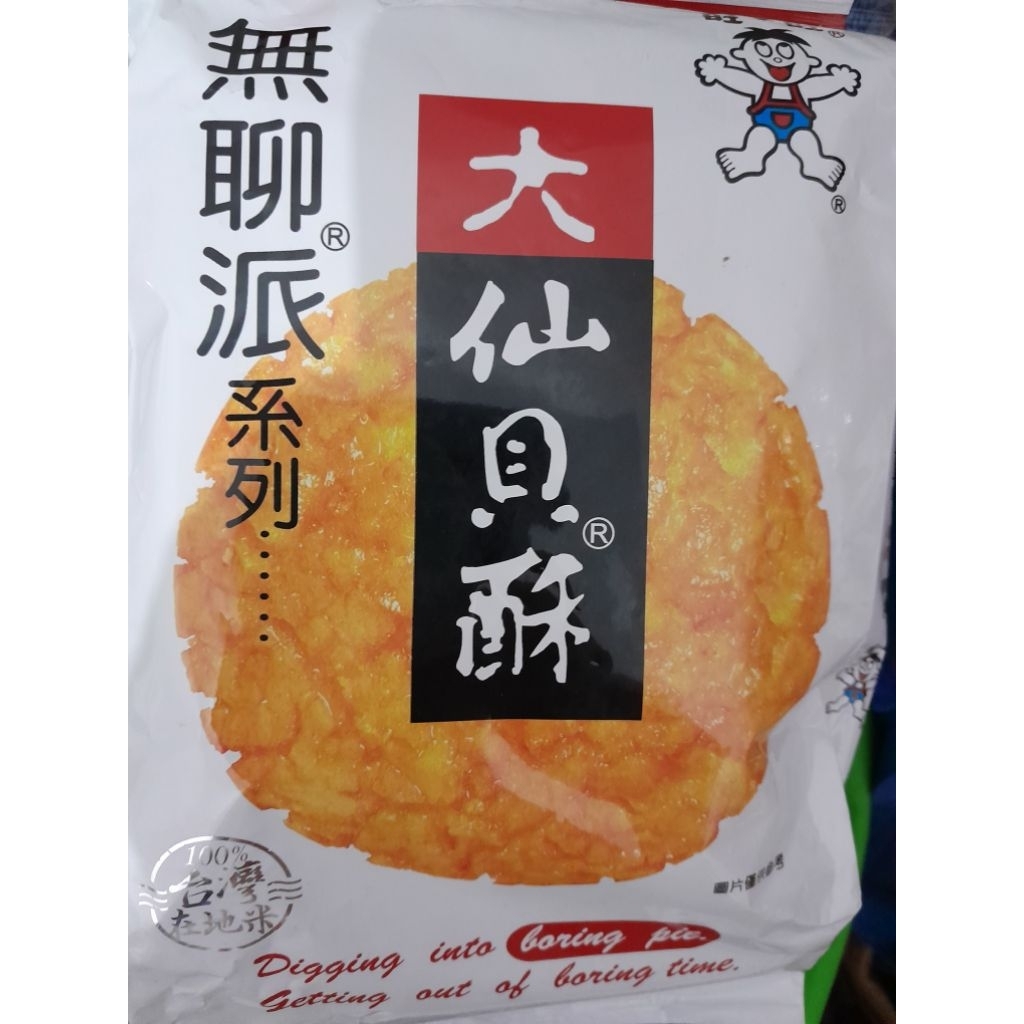 無聊派®
系列……
大仙貝®酥
®
®
100%
台灣
在地米
圖片僅供參考
Digging into boring pie.
Getting out of boring time.